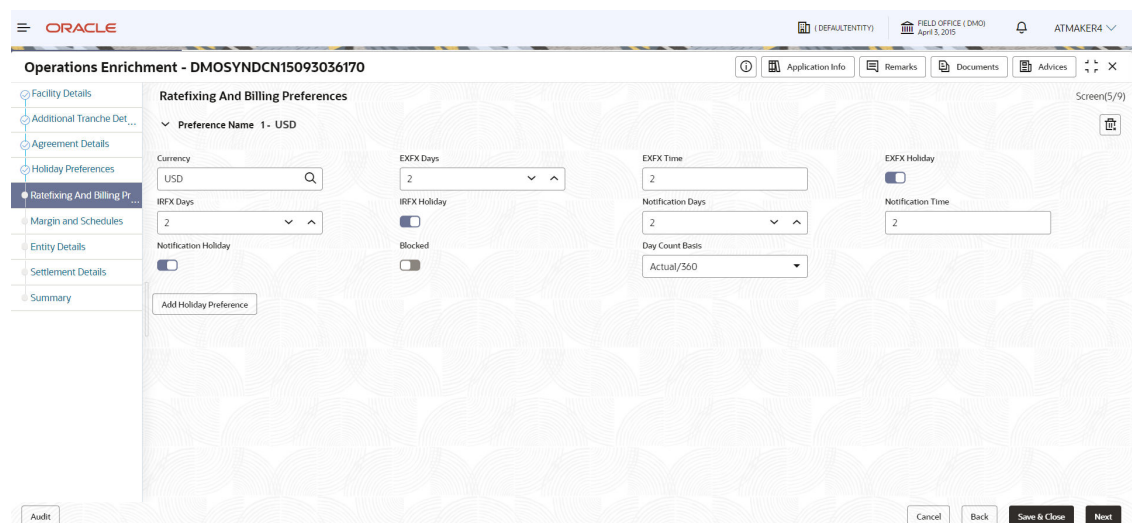 ORACLE
( DEFAULTENTITY)
FIELD OFFICE ( DMO)
April 3, 2015
ATMAKER4
Operations Enrichment - DMOSYNDCN15093036170
Application Info
Remarks
Documents
Advices
Facility Details
Additional Tranche Det...
Agreement Details
Holiday Preferences
Ratefixing And Billing Pr...
Margin and Schedules
Entity Details
Settlement Details
Summary
Ratefixing And Billing Preferences
Screen(5/9)
Preference Name 1 - USD
Currency
EXFX Days
EXFX Time
EXFX Holiday
USD
2
2
IRFX Days
IRFX Holiday
Notification Days
Notification Time
2
2
2
Notification Holiday
Blocked
Day Count Basis
Actual/360
Add Holiday Preference
Audit
Cancel
Back
Save & Close
Next